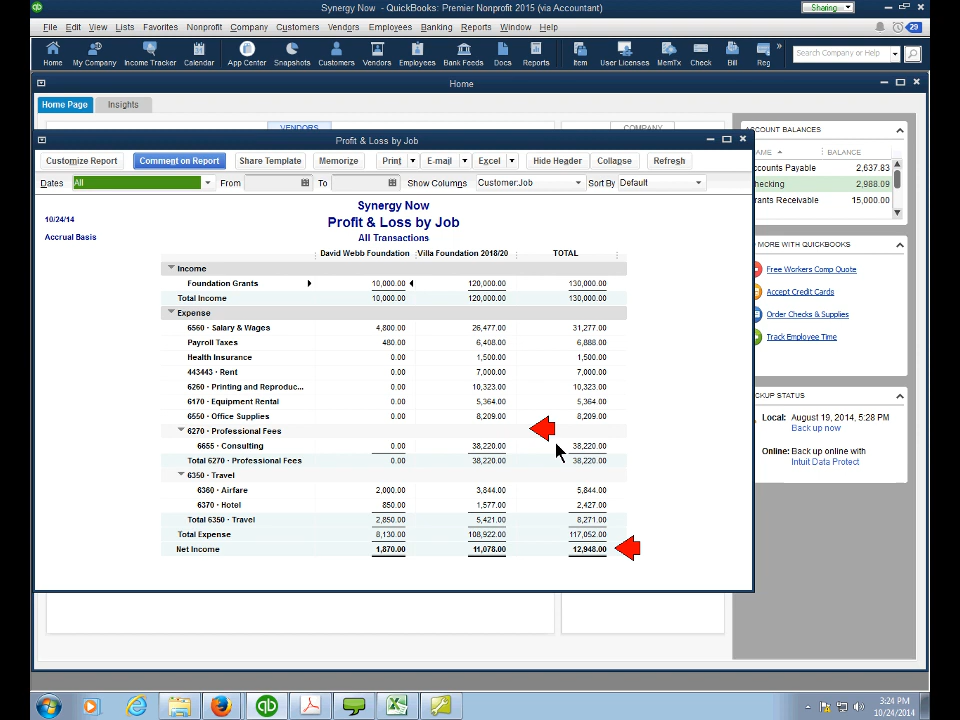 Synergy Now - QuickBooks: Premier Nonprofit 2015 (via Accountant)
Sharing
File Edit View Lists Favorites Nonprofit Company Customers Vendors Employees Banking Reports Window Help
29
Home My Company Income Tracker Calendar App Center Snapshots Customers Vendors Employees Bank Feeds Docs Reports Item User Licenses MemTx Check Bill Reg
Search Company or Help
Home
Home Page Insights
VENDORS
COMPANY
Profit & Loss by Job
Customize Report Comment on Report Share Template Memorize Print E-mail Excel Hide Header Collapse Refresh
Dates All From To Show Columns Customer:Job Sort By Default
10/24/14
Accrual Basis
Synergy Now
Profit & Loss by Job
All Transactions
David Webb Foundation Villa Foundation 2018/20 TOTAL
Income
Foundation Grants 10,000.00 120,000.00 130,000.00
Total Income 10,000.00 120,000.00 130,000.00
Expense
6560 · Salary & Wages 4,800.00 26,477.00 31,277.00
Payroll Taxes 480.00 6,408.00 6,888.00
Health Insurance 0.00 1,500.00 1,500.00
443443 · Rent 0.00 7,000.00 7,000.00
6260 · Printing and Reproduc... 0.00 10,323.00 10,323.00
6170 · Equipment Rental 0.00 5,364.00 5,364.00
6550 · Office Supplies 0.00 8,209.00 8,209.00
6270 · Professional Fees
6655 · Consulting 0.00 38,220.00 38,220.00
Total 6270 · Professional Fees 0.00 38,220.00 38,220.00
6350 · Travel
6360 · Airfare 2,000.00 3,844.00 5,844.00
6370 · Hotel 850.00 1,577.00 2,427.00
Total 6350 · Travel 2,850.00 5,421.00 8,271.00
Total Expense 8,130.00 108,922.00 117,052.00
Net Income 1,870.00 11,078.00 12,948.00
ACCOUNT BALANCES
AME BALANCE
ccounts Payable 2,637.83
hecking 2,988.09
rants Receivable 15,000.00
MORE WITH QUICKBOOKS
Free Workers Comp Quote
Accept Credit Cards
Order Checks & Supplies
Track Employee Time
CKUP STATUS
Local: August 19, 2014, 5:28 PM
Back up now
Online: Back up online with
Intuit Data Protect
qb
3:24 PM
10/24/2014